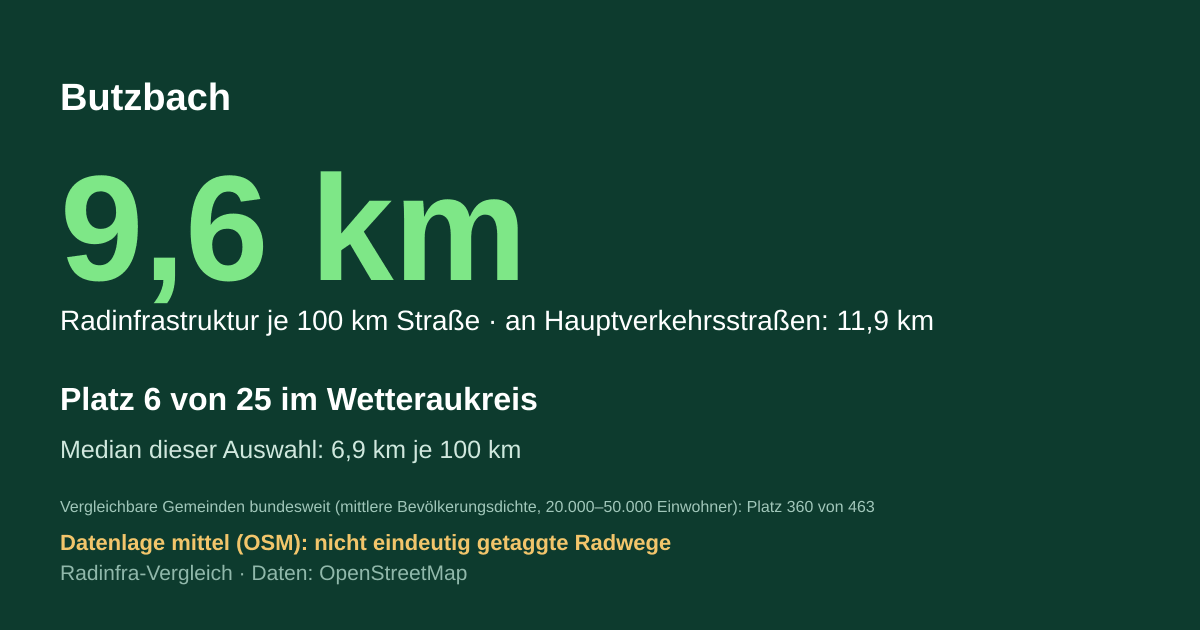 Butzbach
9,6 km
Radinfrastruktur je 100 km Straße · an Hauptverkehrsstraßen: 11,9 km
Platz 6 von 25 im Wetteraukreis
Median dieser Auswahl: 6,9 km je 100 km
Vergleichbare Gemeinden bundesweit (mittlere Bevölkerungsdichte, 20.000–50.000 Einwohner): Platz 360 von 463
Datenlage mittel (OSM): nicht eindeutig getaggte Radwege
Radinfra-Vergleich · Daten: OpenStreetMap